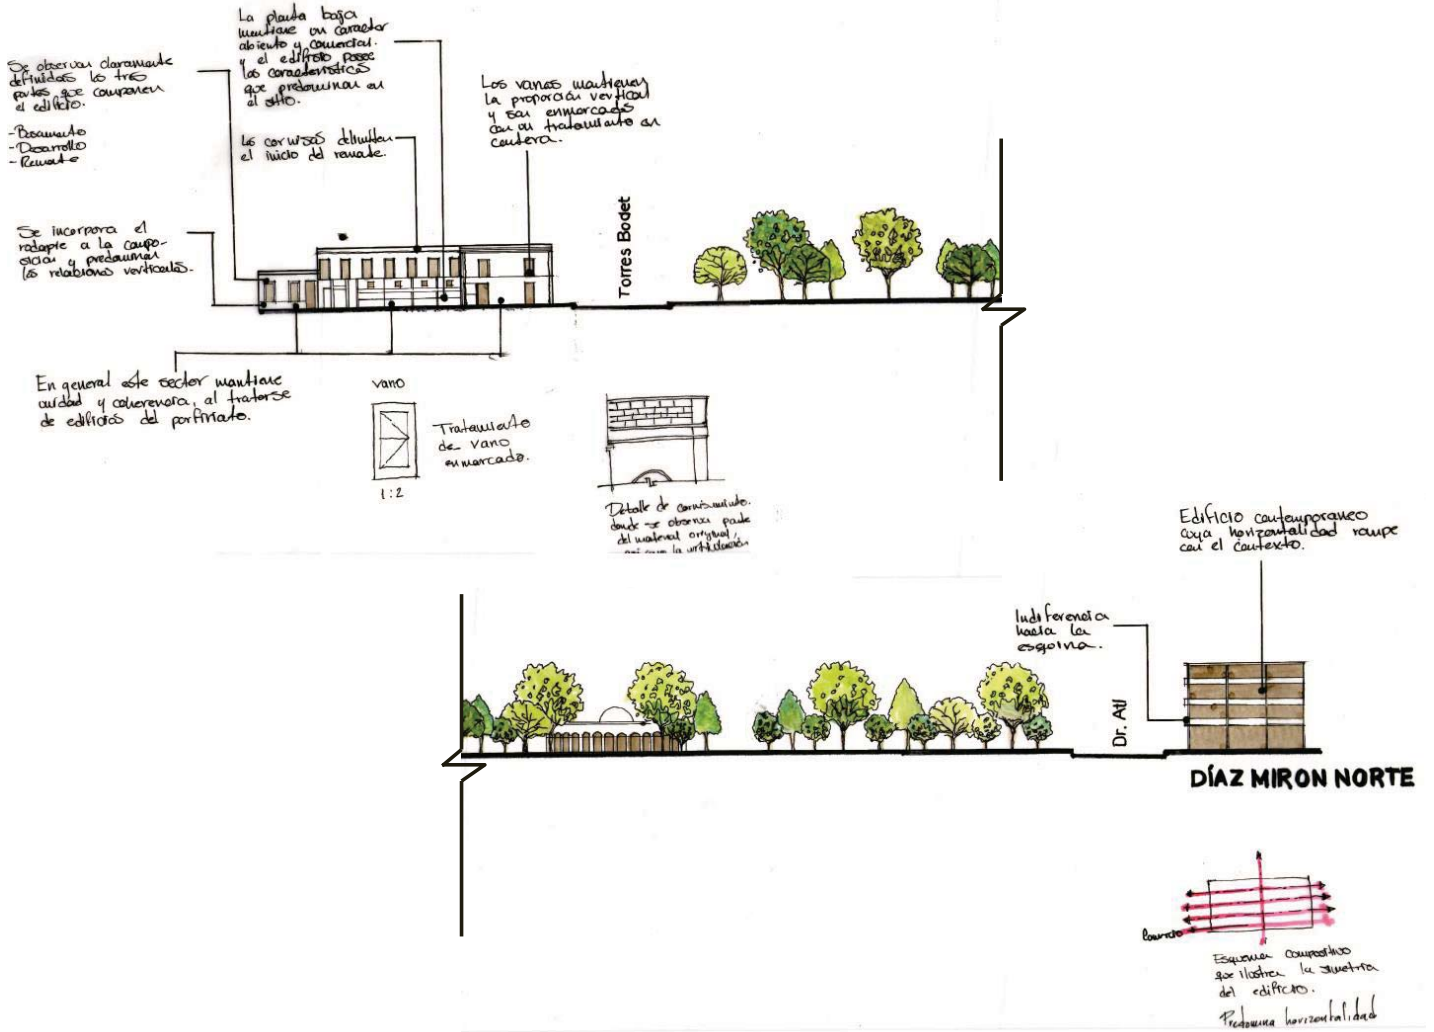 Se observan claramente
definidas las tres
partes que componen
el edificio.
-Basamento
-Desarrollo
-Remate
La planta baja
mantiene un caracter
abierto y comercial.
y el edificio posee
las características
que predominan en
el sitio.
Las cornisas delimitan
el inicio del remate.
Los vanos mantienen
la proporción vertical
y son enmarcados
con un tratamiento en
cantera.
Se incorpora el
rodapie a la compo-
sición y predominan
las relaciones verticales.
Torres Bodet
En general este sector mantiene
unidad y coherencia, al tratarse
de edificios del porfiriato.
vano
1:2
Tratamiento
de vano
enmarcado.
Detalle de cornisamiento.
donde se observa parte
del material original,
así como la
Edificio contemporaneo
cuya horizontalidad rompe
con el contexto.
Indiferencia
hacia la
esquina.
Dr. Atl
DÍAZ MIRON NORTE
Esquema compositivo
que ilustra la simetría
del edificio.
Predomina horizontalidad